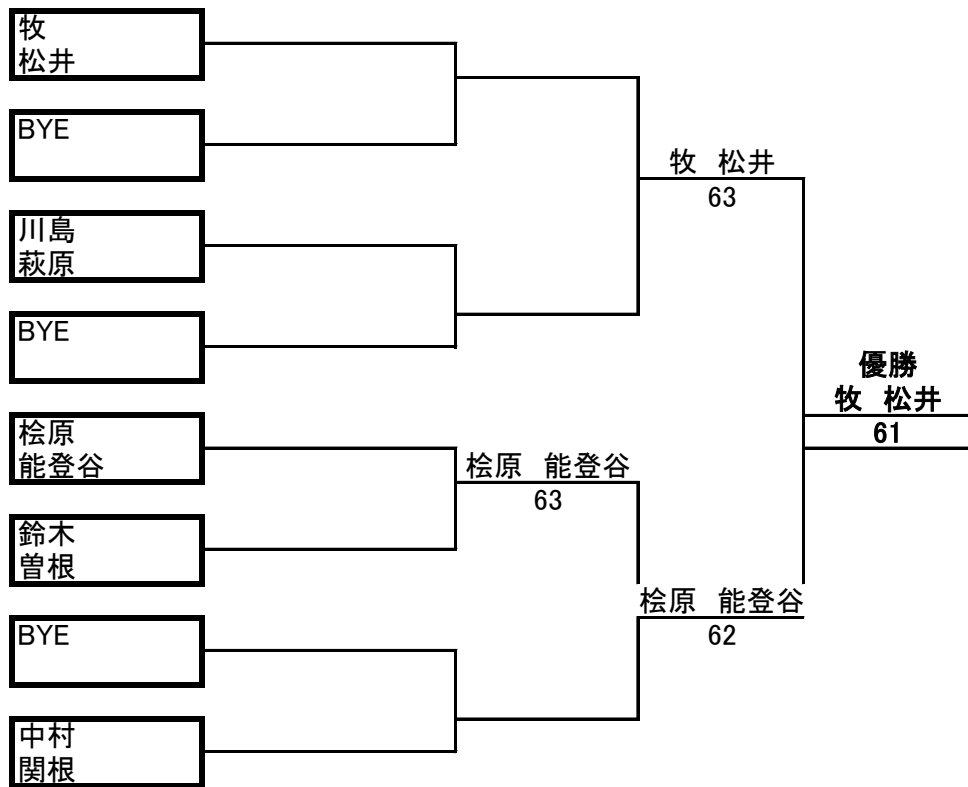 牧
松井
BYE
牧　松井
63
川島
萩原
BYE
優勝
牧　松井
61
桧原
能登谷
桧原　能登谷
63
鈴木
曽根
桧原　能登谷
62
BYE
中村
関根